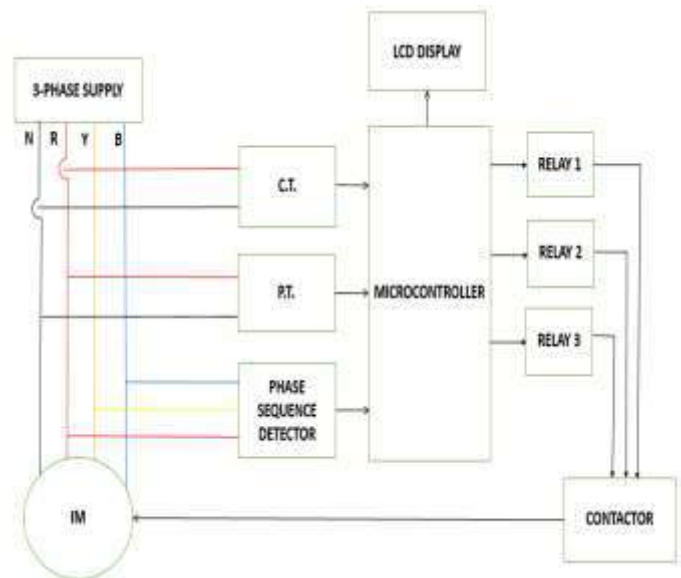 LCD DISPLAY
3-PHASE SUPPLY
N R Y B
C.T.
RELAY 1
P.T.
MICROCONTROLLER
RELAY 2
RELAY 3
PHASE
SEQUENCE
DETECTOR
IM
CONTACTOR